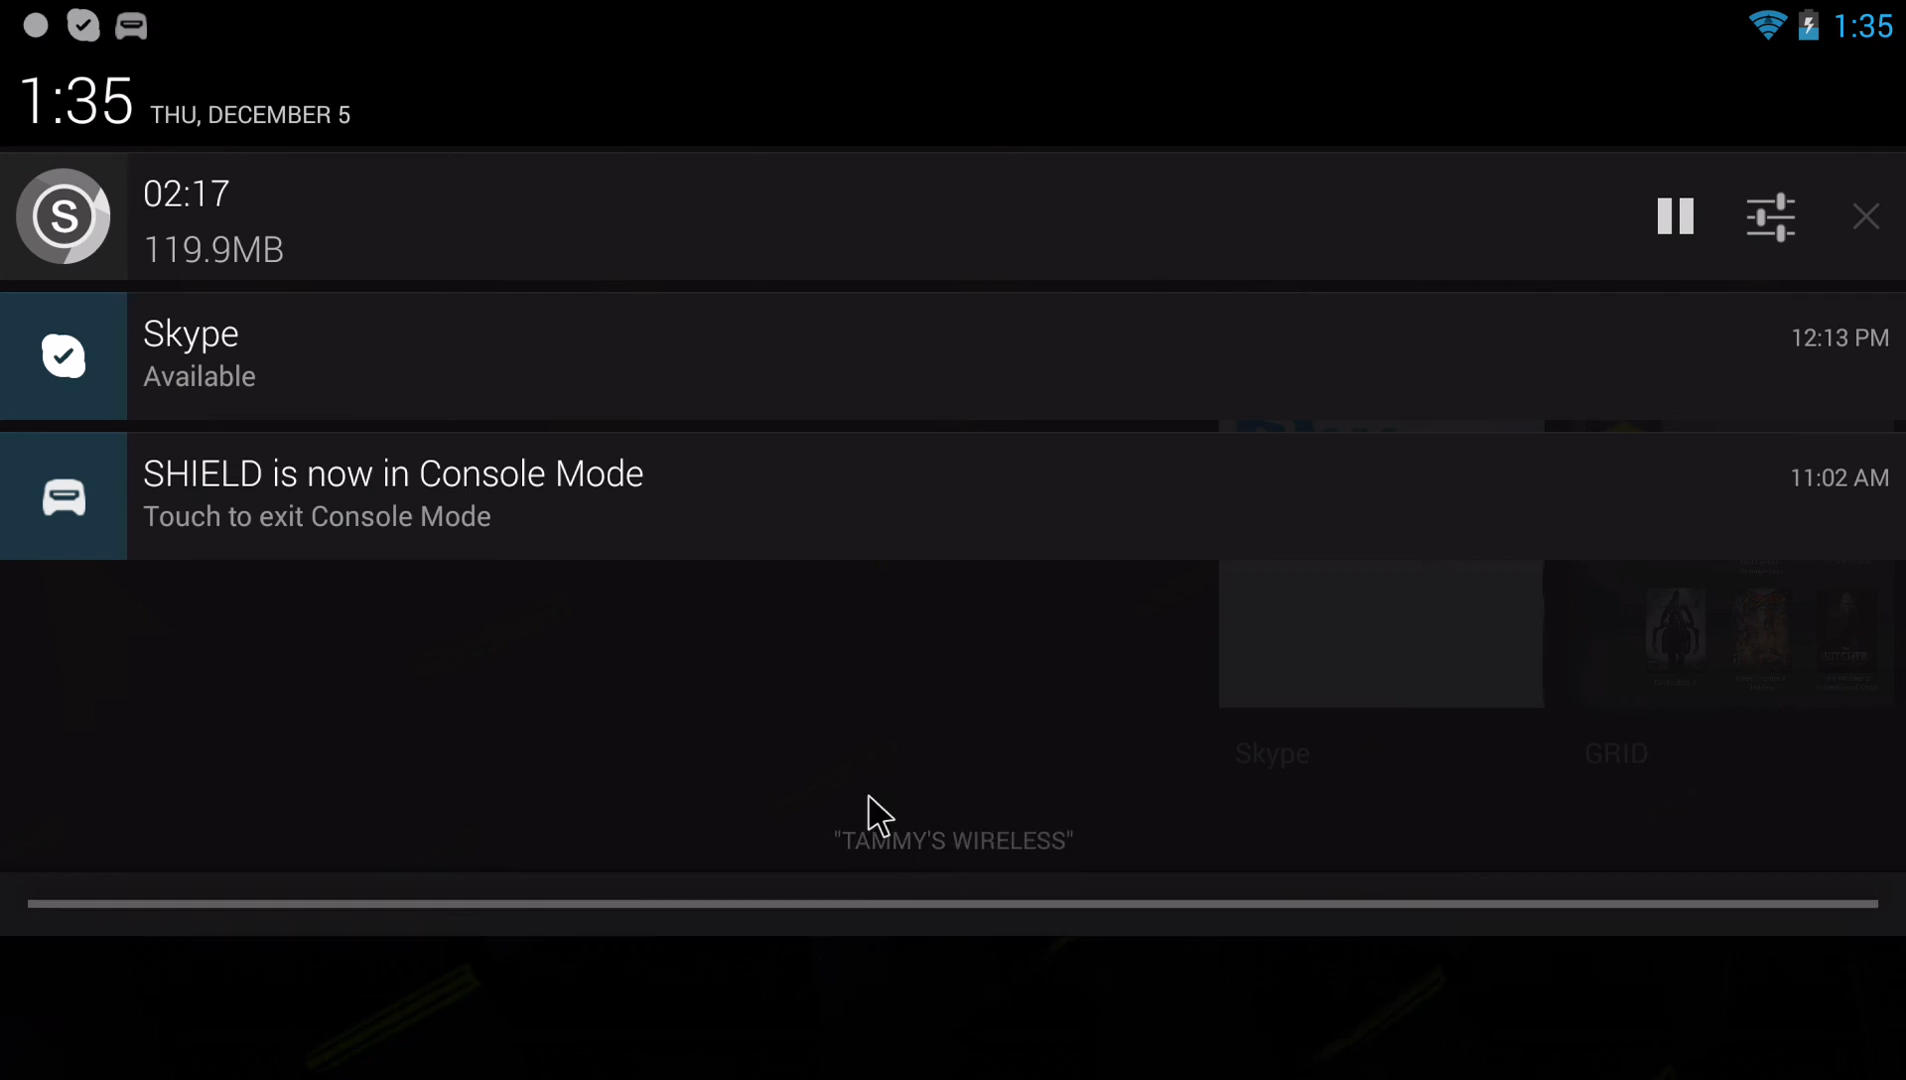 1:35
1:35 THU, DECEMBER 5
S
02:17
119.9MB
Skype
12:13 PM
Available
SHIELD is now in Console Mode
11:02 AM
Touch to exit Console Mode
WITCHER
Skype
GRID
"TAMMY'S WIRELESS"